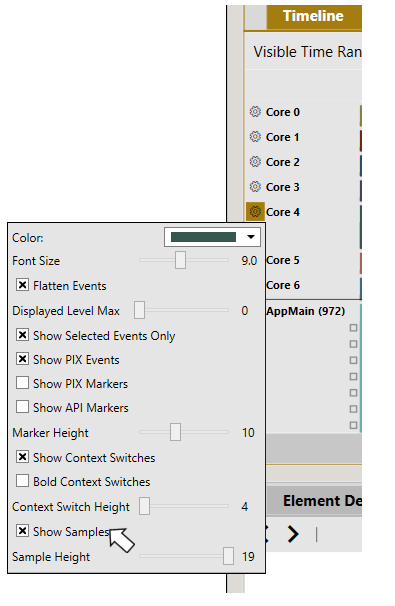 Timeline
Visible Time Ran
Core 0
Core 1
Core 2
Core 3
Core 4
Core 5
Core 6
AppMain (972)
Element De
Color:
Font Size 9.0
Flatten Events
Displayed Level Max 0
Show Selected Events Only
Show PIX Events
Show PIX Markers
Show API Markers
Marker Height 10
Show Context Switches
Bold Context Switches
Context Switch Height 4
Show Samples
Sample Height 19